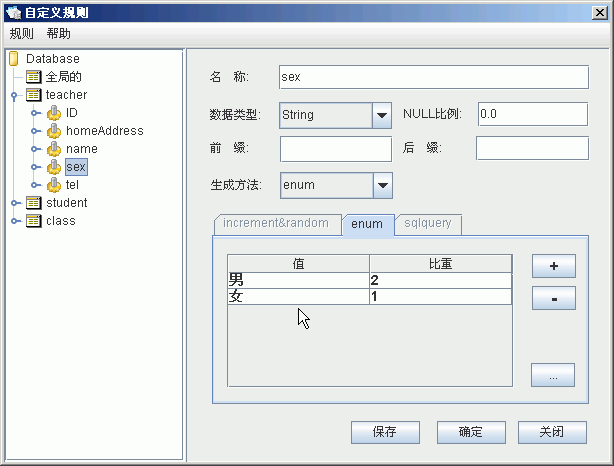 自定义规则
规则 帮助
Database
全局的
teacher
ID
homeAddress
name
sex
tel
student
class
名 称: sex
数据类型: String NULL比例: 0.0
前 缀: 后 缀:
生成方法: enum
increment&random enum sqlquery
值 比重
男 2
女 1
+
-
...
保存 确定 关闭